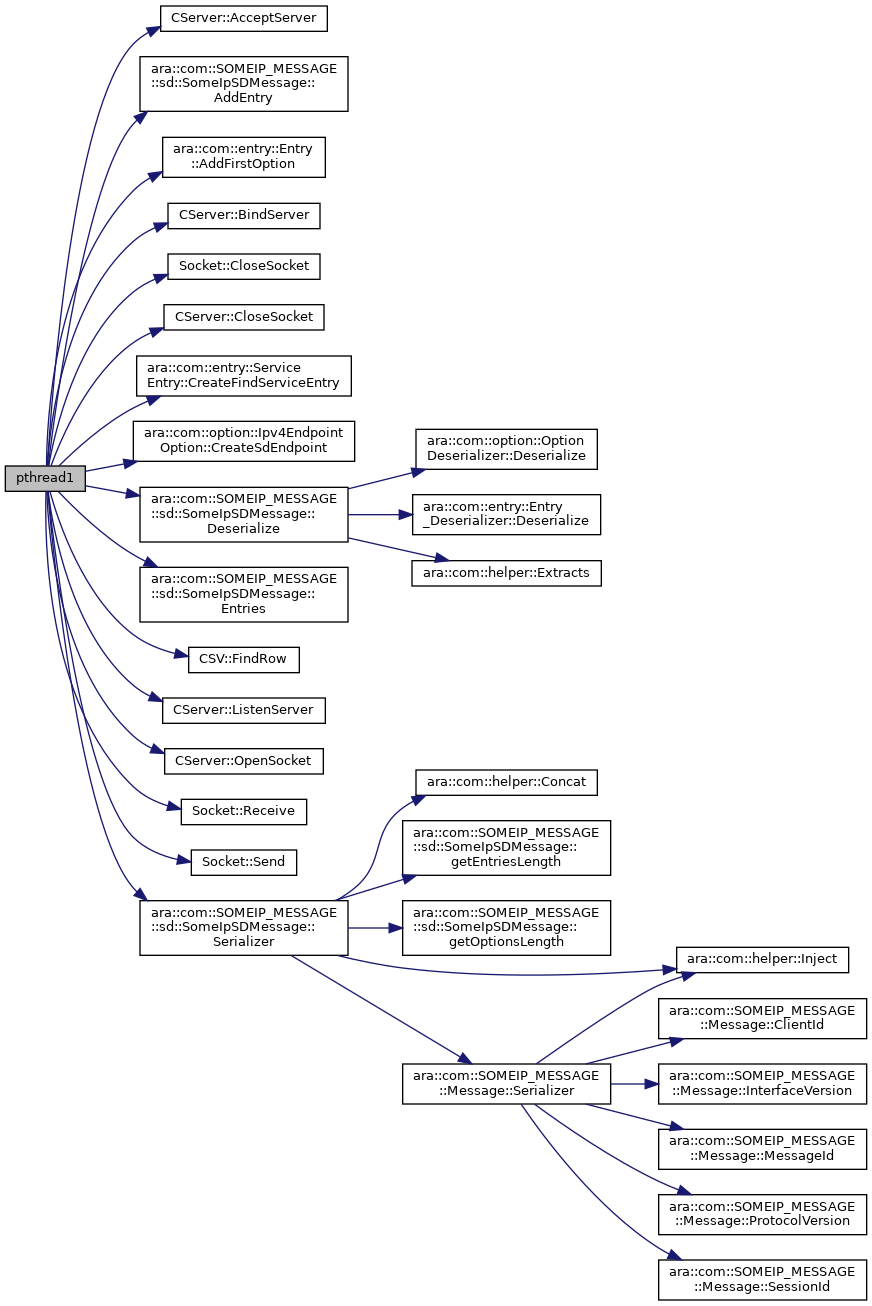 pthread1
CServer::AcceptServer
ara::com::SOMEIP_MESSAGE
::sd::SomeIpSDMessage::
AddEntry
ara::com::entry::Entry
::AddFirstOption
CServer::BindServer
Socket::CloseSocket
CServer::CloseSocket
ara::com::entry::Service
Entry::CreateFindServiceEntry
ara::com::option::Ipv4Endpoint
Option::CreateSdEndpoint
ara::com::SOMEIP_MESSAGE
::sd::SomeIpSDMessage::
Deserialize
ara::com::option::Option
Deserializer::Deserialize
ara::com::entry::Entry
_Deserializer::Deserialize
ara::com::helper::Extracts
ara::com::SOMEIP_MESSAGE
::sd::SomeIpSDMessage::
Entries
CSV::FindRow
CServer::ListenServer
CServer::OpenSocket
Socket::Receive
Socket::Send
ara::com::SOMEIP_MESSAGE
::sd::SomeIpSDMessage::
Serializer
ara::com::helper::Concat
ara::com::SOMEIP_MESSAGE
::sd::SomeIpSDMessage::
getEntriesLength
ara::com::SOMEIP_MESSAGE
::sd::SomeIpSDMessage::
getOptionsLength
ara::com::helper::Inject
ara::com::SOMEIP_MESSAGE
::Message::Serializer
ara::com::SOMEIP_MESSAGE
::Message::ClientId
ara::com::SOMEIP_MESSAGE
::Message::InterfaceVersion
ara::com::SOMEIP_MESSAGE
::Message::MessageId
ara::com::SOMEIP_MESSAGE
::Message::ProtocolVersion
ara::com::SOMEIP_MESSAGE
::Message::SessionId